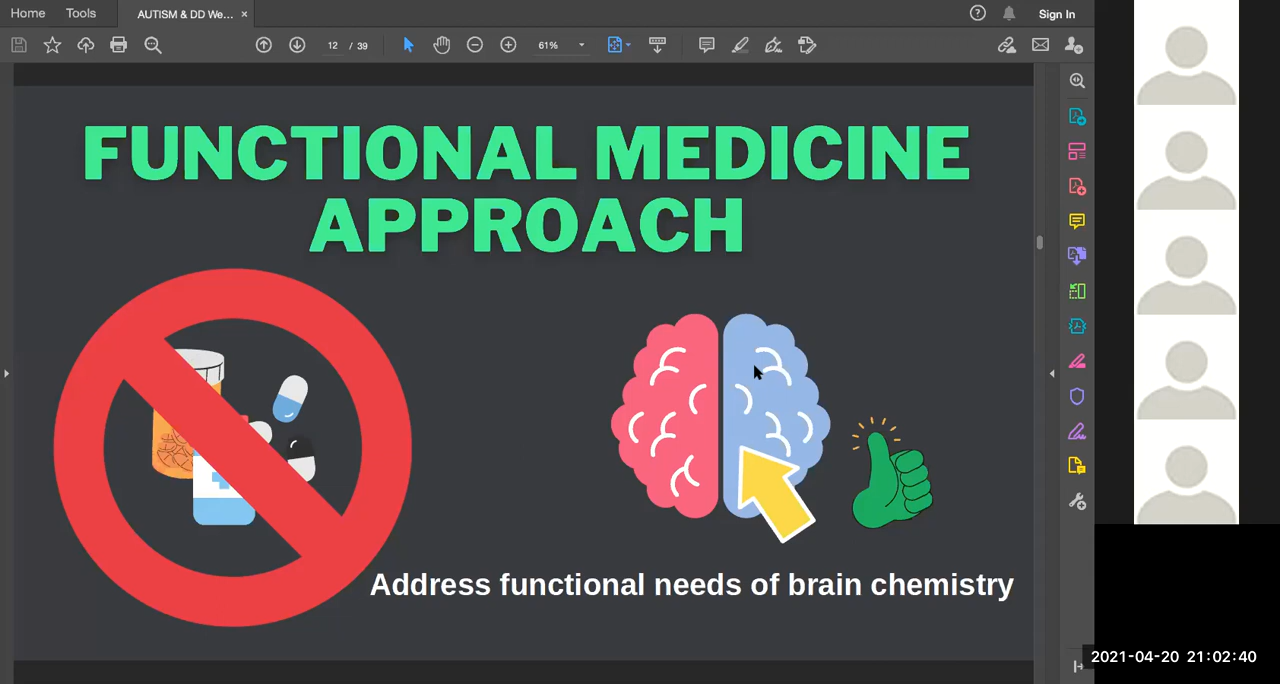 Home Tools AUTISM & DD We... × Sign In
12 / 39 61%
FUNCTIONAL MEDICINE
APPROACH
Address functional needs of brain chemistry
2021-04-20 21:02:40